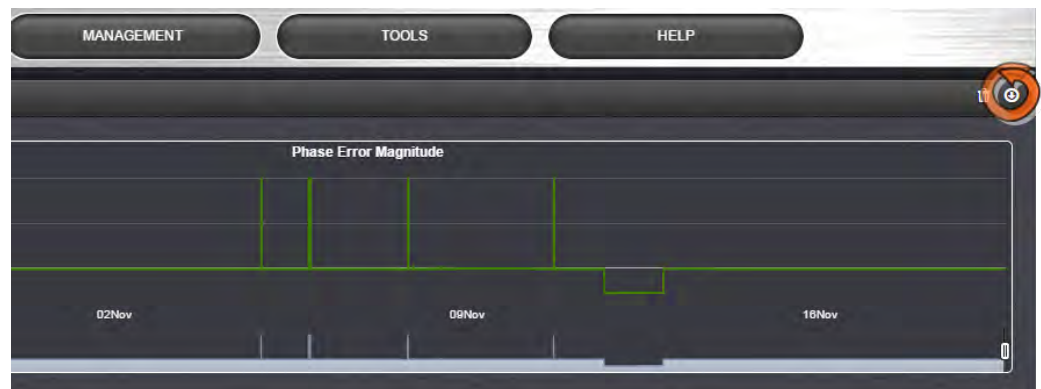 MANAGEMENT TOOLS HELP
Phase Error Magnitude
02Nov 09Nov 16Nov